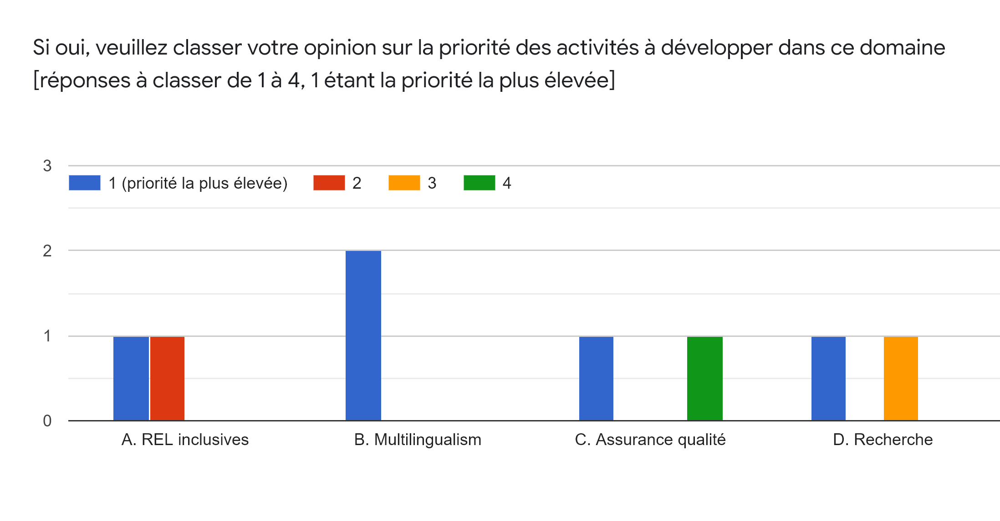 Si oui, veuillez classer votre opinion sur la priorité des activités à développer dans ce domaine
[réponses à classer de 1 à 4, 1 étant la priorité la plus élevée]
3
1 (priorité la plus élevée) 2 3 4
2
1
0
A. REL inclusives B. Multilingualism C. Assurance qualité D. Recherche